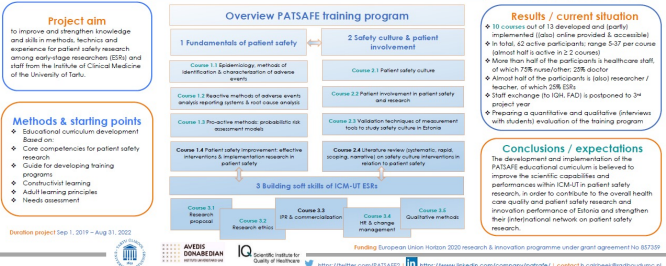 Project aim
to improve and strengthen knowledge
and skills in methods, technics and
experience for patient safety research
among early-stage researchers (ESRs) and
staff from the Institute of Clinical Medicine
of the University of Tartu.
Methods & starting points
❖ Educational curriculum development
Based on:
❖ Core competencies for patient safety
research
❖ Guide for developing training
programs
❖ Constructivist learning
❖ Adult learning principles
❖ Needs assessment
Duration project Sep 1, 2019 – Aug 31, 2022
Overview PATSAFE training program
1 Fundamentals of patient safety
Course 1.1 Epidemiology, methods of
identification & characterization of adverse
events
Course 1.2 Reactive methods of adverse events
analysis reporting systems & root cause analysis
Course 1.3 Pro-active methods: probabilistic risk
assessment models
Course 1.4 Patient safety improvement: effective
interventions & implementation research in
patient safety
2 Safety culture & patient
involvement
Course 2.1 Patient safety culture
Course 2.2 Patient involvement in patient safety
and research
Course 2.3 Validation techniques of measurement
tools to study safety culture in Estonia
Course 2.4 Literature review (systematic, rapid,
scoping, narrative) on safety culture interventions
in relation to patient safety
3 Building soft skills of ICM-UT ESRs
Course 3.1
Research
proposal
Course 3.2
Research ethics
Course 3.3
IPR & commercialization
Course 3.4
HR & change
management
Course 3.5
Qualitative methods
Results / current situation
➤ 10 courses out of 13 developed and (partly)
implemented ((also) online provided & accessible)
➤ In total, 62 active participants; range 5-37 per course
(almost half is active in ≥ 2 courses)
➤ More than half of the participants is healthcare staff,
of which 75% nurse/other; 25% doctor
➤ Almost half of the participants is (also) researcher /
teacher, of which 25% ESRs
➤ Staff exchange (to IQH, FAD) is postponed to 3rd
project year
➤ Preparing a quantitative and qualitative (interviews
with students) evaluation of the training program
Conclusions / expectations
The development and implementation of the
PATSAFE educational curriculum is believed to
improve the scientific capabilities and
performances within ICM-UT in patient safety
research, in order to contribute to the overall health
care quality and patient safety research and
innovation performance of Estonia and strengthen
their (inter)national network on patient safety
research.
AVEDIS
DONABEDIAN
IQ Scientific Institute for
Quality of Healthcare
Funding European Union Horizon 2020 research & innovation programme under grant agreement No 857359